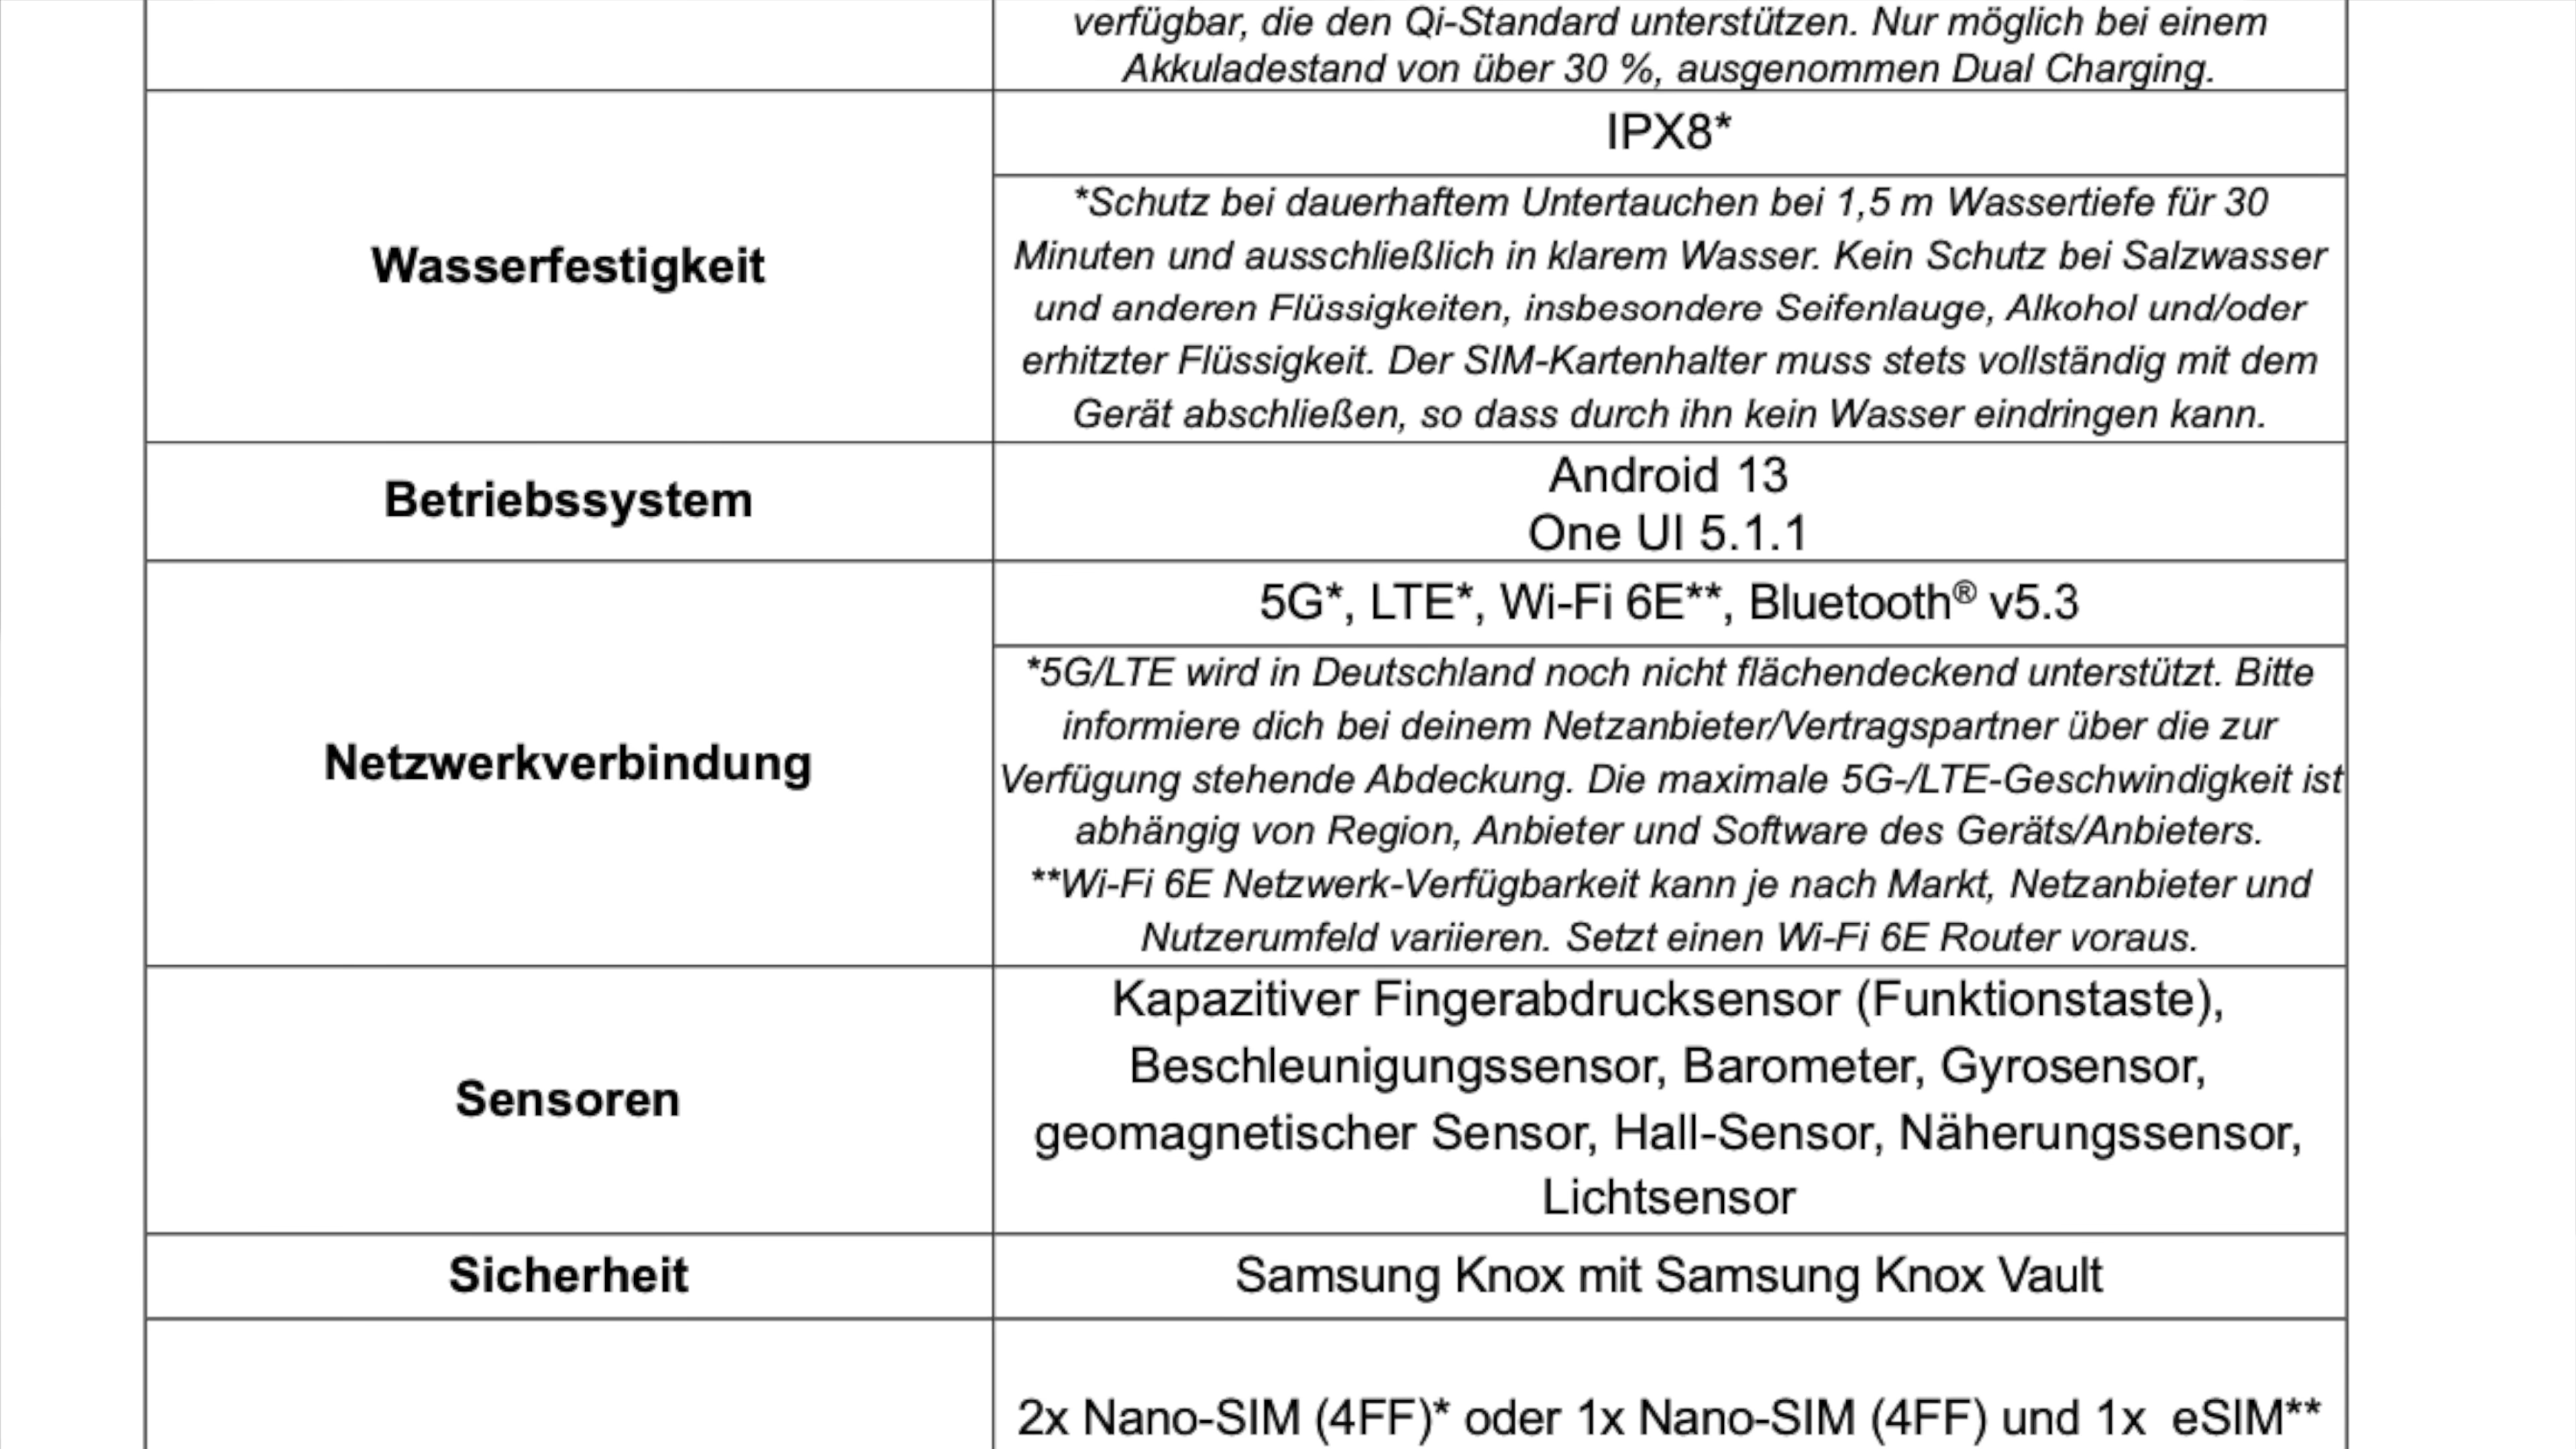 verfügbar, die den Qi-Standard unterstützen. Nur möglich bei einem
Akkuladestand von über 30 %, ausgenommen Dual Charging.
Wasserfestigkeit
IPX8*
*Schutz bei dauerhaftem Untertauchen bei 1,5 m Wassertiefe für 30
Minuten und ausschließlich in klarem Wasser. Kein Schutz bei Salzwasser
und anderen Flüssigkeiten, insbesondere Seifenlauge, Alkohol und/oder
erhitzter Flüssigkeit. Der SIM-Kartenhalter muss stets vollständig mit dem
Gerät abschließen, so dass durch ihn kein Wasser eindringen kann.
Betriebssystem
Android 13
One UI 5.1.1
Netzwerkverbindung
5G*, LTE*, Wi-Fi 6E**, Bluetooth® v5.3
*5G/LTE wird in Deutschland noch nicht flächendeckend unterstützt. Bitte
informiere dich bei deinem Netzanbieter/Vertragspartner über die zur
Verfügung stehende Abdeckung. Die maximale 5G-/LTE-Geschwindigkeit ist
abhängig von Region, Anbieter und Software des Geräts/Anbieters.
**Wi-Fi 6E Netzwerk-Verfügbarkeit kann je nach Markt, Netzanbieter und
Nutzerumfeld variieren. Setzt einen Wi-Fi 6E Router voraus.
Sensoren
Kapazitiver Fingerabdrucksensor (Funktionstaste),
Beschleunigungssensor, Barometer, Gyrosensor,
geomagnetischer Sensor, Hall-Sensor, Näherungssensor,
Lichtsensor
Sicherheit
Samsung Knox mit Samsung Knox Vault
2x Nano-SIM (4FF)* oder 1x Nano-SIM (4FF) und 1x  eSIM**